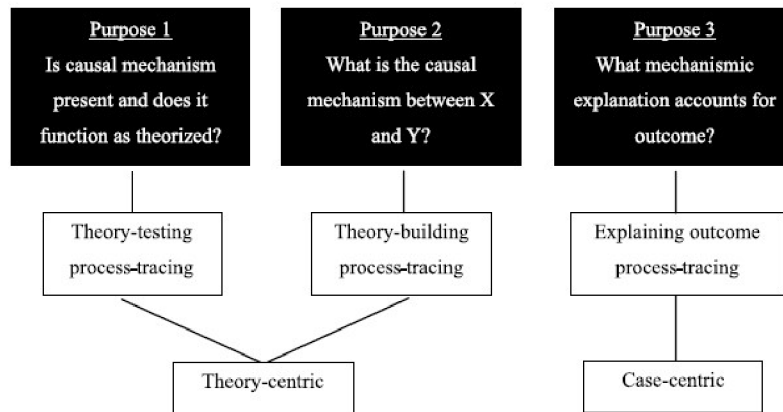 Purpose 1
Is causal mechanism
present and does it
function as theorized?
Purpose 2
What is the causal
mechanism between X
and Y?
Purpose 3
What mechanismic
explanation accounts for
outcome?
Theory-testing
process-tracing
Theory-building
process-tracing
Explaining outcome
process-tracing
Theory-centric
Case-centric